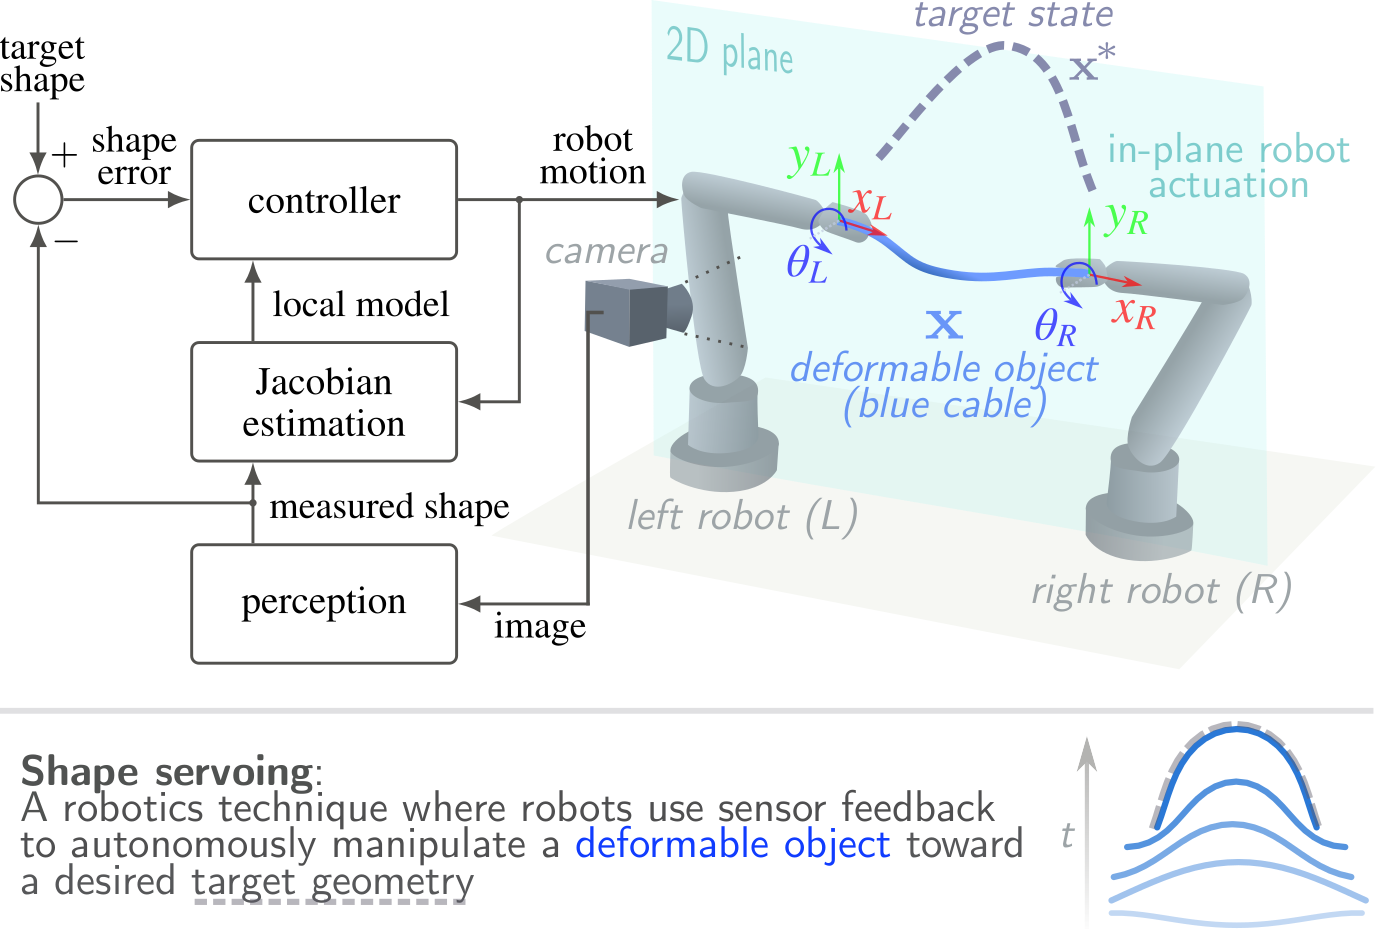 target
shape
+
−
shape
error
controller
robot
motion
local model
Jacobian
estimation
measured shape
perception
image
camera
2D plane
target state
x*
in-plane robot
actuation
y_L
x_L
θ_L
y_R
x_R
θ_R
x
deformable object
(blue cable)
left robot (L)
right robot (R)
Shape servoing:
A robotics technique where robots use sensor feedback
to autonomously manipulate a deformable object toward
a desired target geometry
t